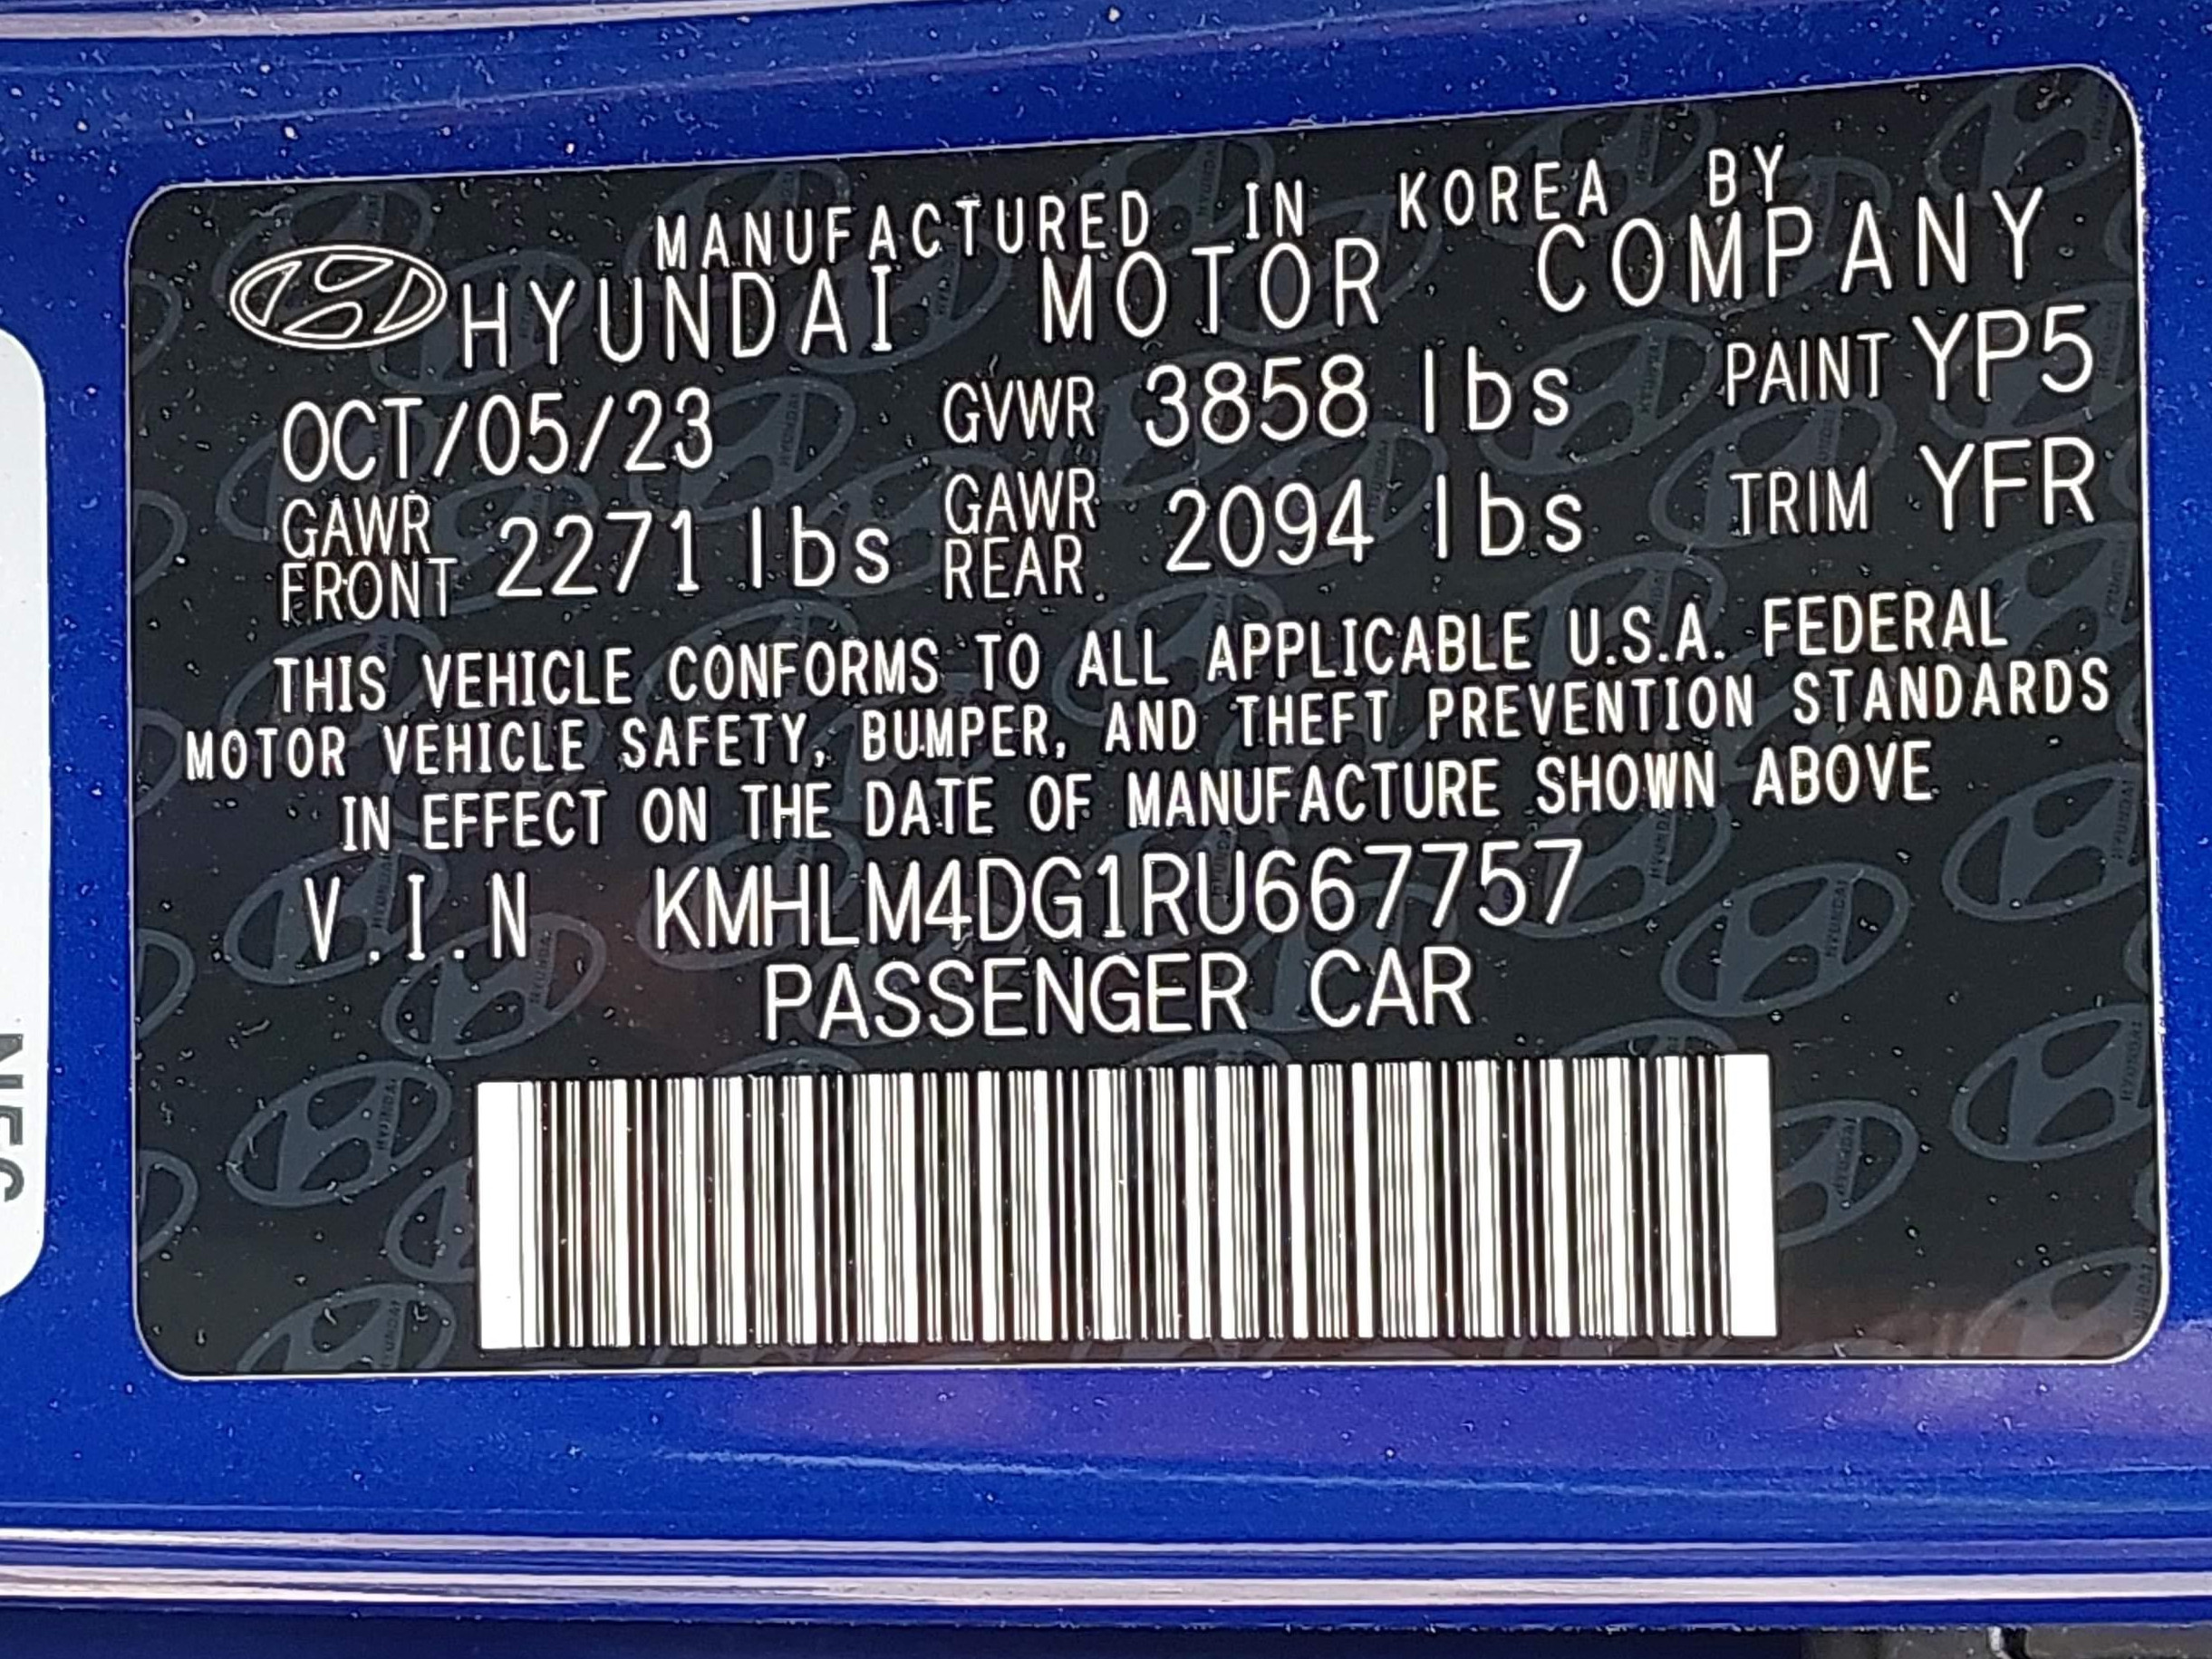 MANUFACTURED IN KOREA BY
HYUNDAI MOTOR COMPANY
OCT/05/23 GVWR 3858 lbs PAINT YP5
GAWR FRONT 2271 lbs GAWR REAR 2094 lbs TRIM YFR
THIS VEHICLE CONFORMS TO ALL APPLICABLE U.S.A. FEDERAL
MOTOR VEHICLE SAFETY, BUMPER, AND THEFT PREVENTION STANDARDS
IN EFFECT ON THE DATE OF MANUFACTURE SHOWN ABOVE
V.I.N KMHLM4DG1RU667757
PASSENGER CAR